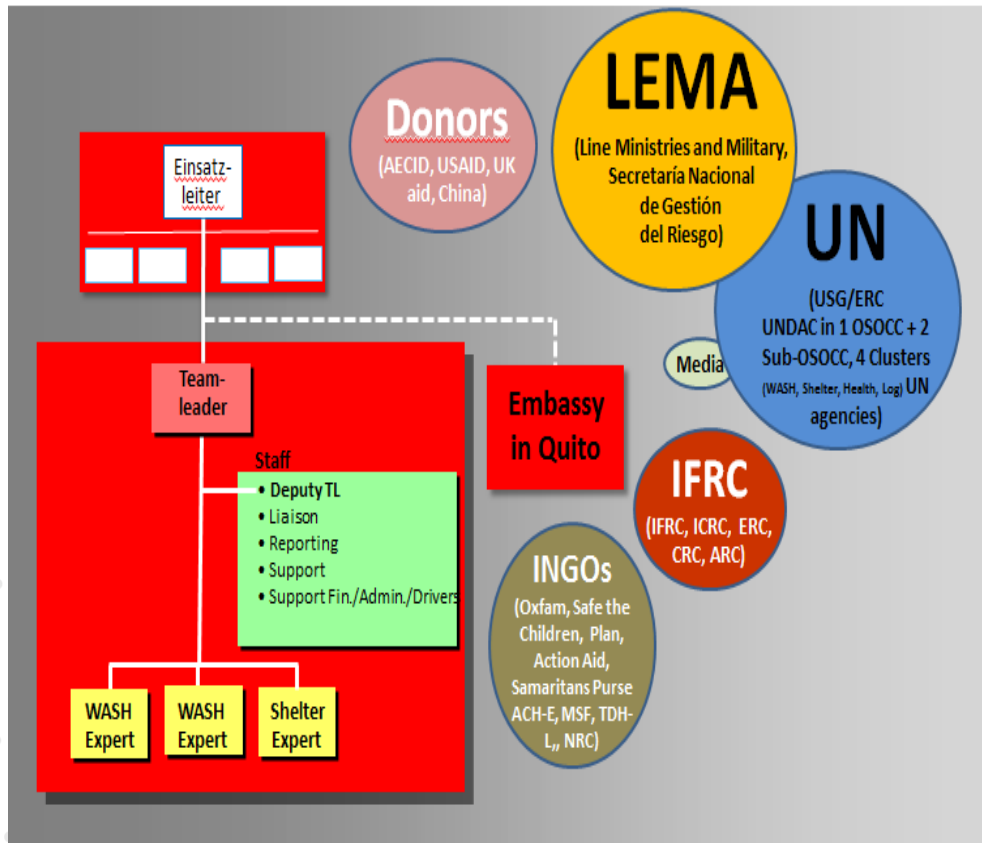 Einsatz-
leiter
Team-
leader
Staff
• Deputy TL
• Liaison
• Reporting
• Support
• Support Fin./Admin./Drivers
WASH
Expert
WASH
Expert
Shelter
Expert
Embassy
in Quito
Donors
(AECID, USAID, UK
aid, China)
LEMA
(Line Ministries and Military,
Secretaría Nacional
de Gestión
del Riesgo)
UN
(USG/ERC
UNDAC in 1 OSOCC + 2
Sub-OSOCC, 4 Clusters
(WASH, Shelter, Health, Log) UN
agencies)
Media
IFRC
(IFRC, ICRC, ERC,
CRC, ARC)
INGOs
(Oxfam, Safe the
Children, Plan,
Action Aid,
Samaritans Purse
ACH-E, MSF, TDH-
L,, NRC)